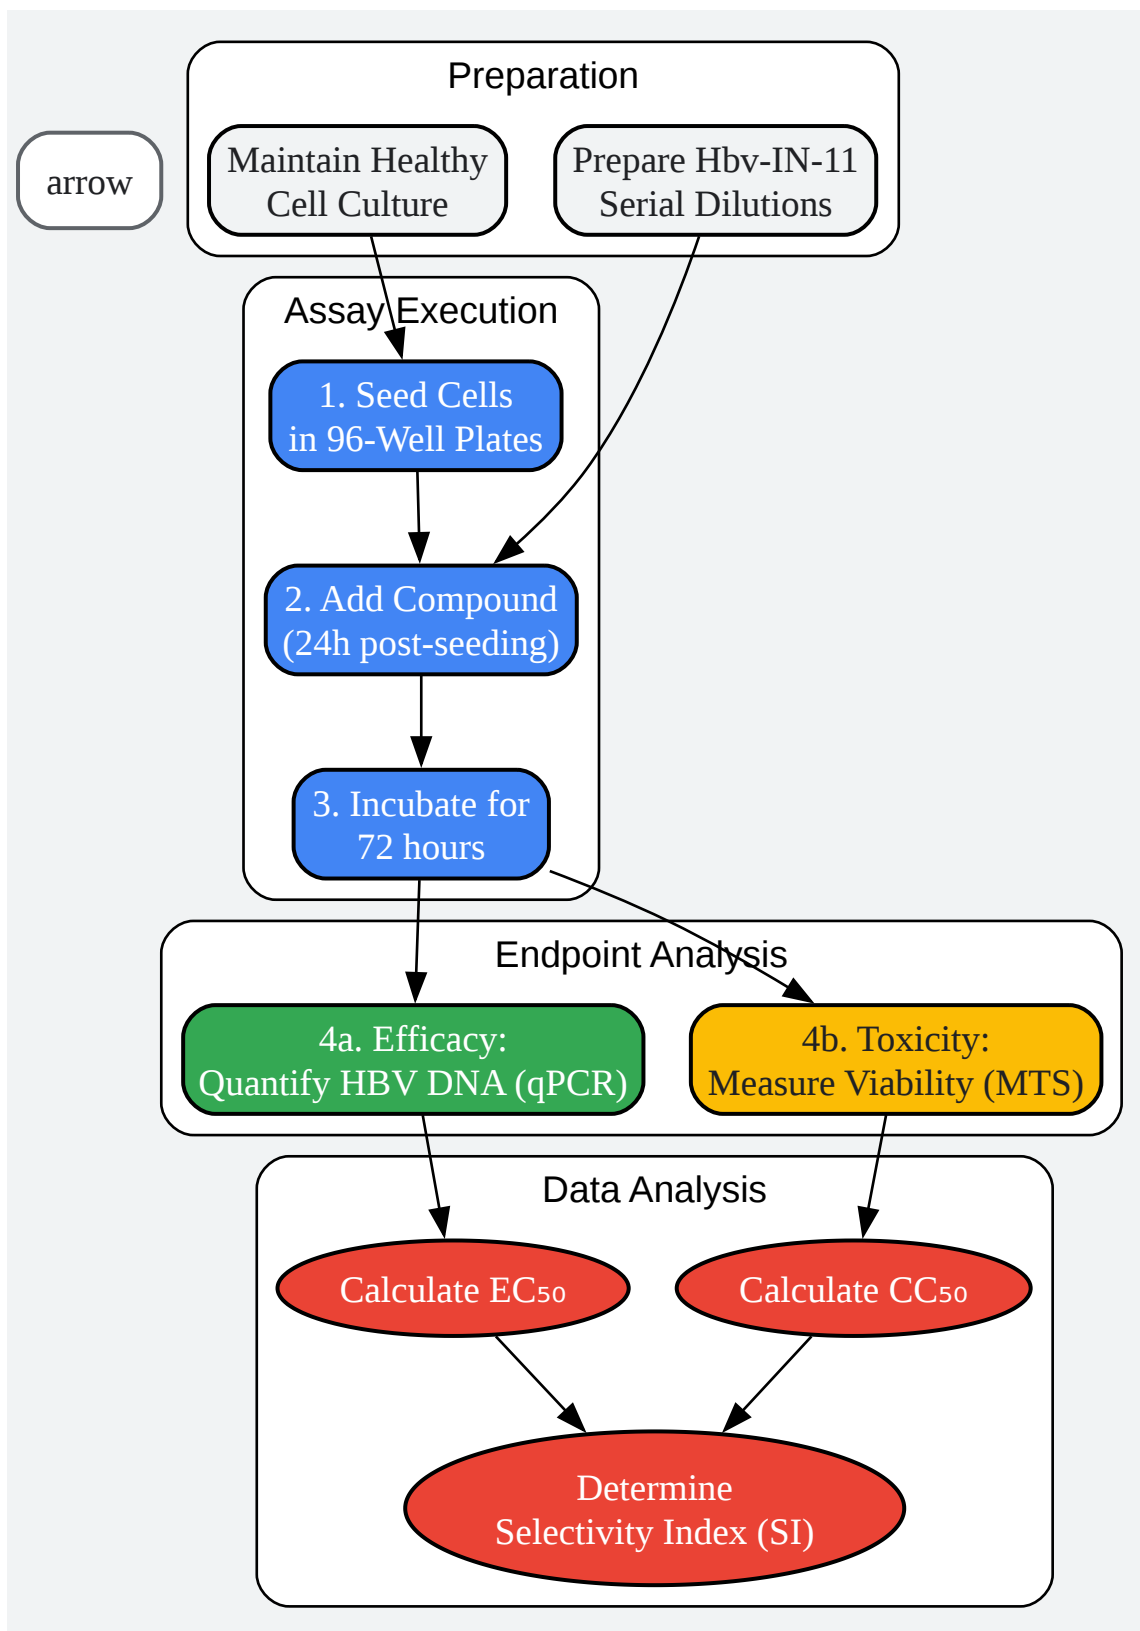 Preparation
arrow
Maintain Healthy
Cell Culture
Prepare Hbv-IN-11
Serial Dilutions
Assay Execution
1. Seed Cells
in 96-Well Plates
2. Add Compound
(24h post-seeding)
3. Incubate for
72 hours
Endpoint Analysis
4a. Efficacy:
Quantify HBV DNA (qPCR)
4b. Toxicity:
Measure Viability (MTS)
Data Analysis
Calculate EC₅₀
Calculate CC₅₀
Determine
Selectivity Index (SI)